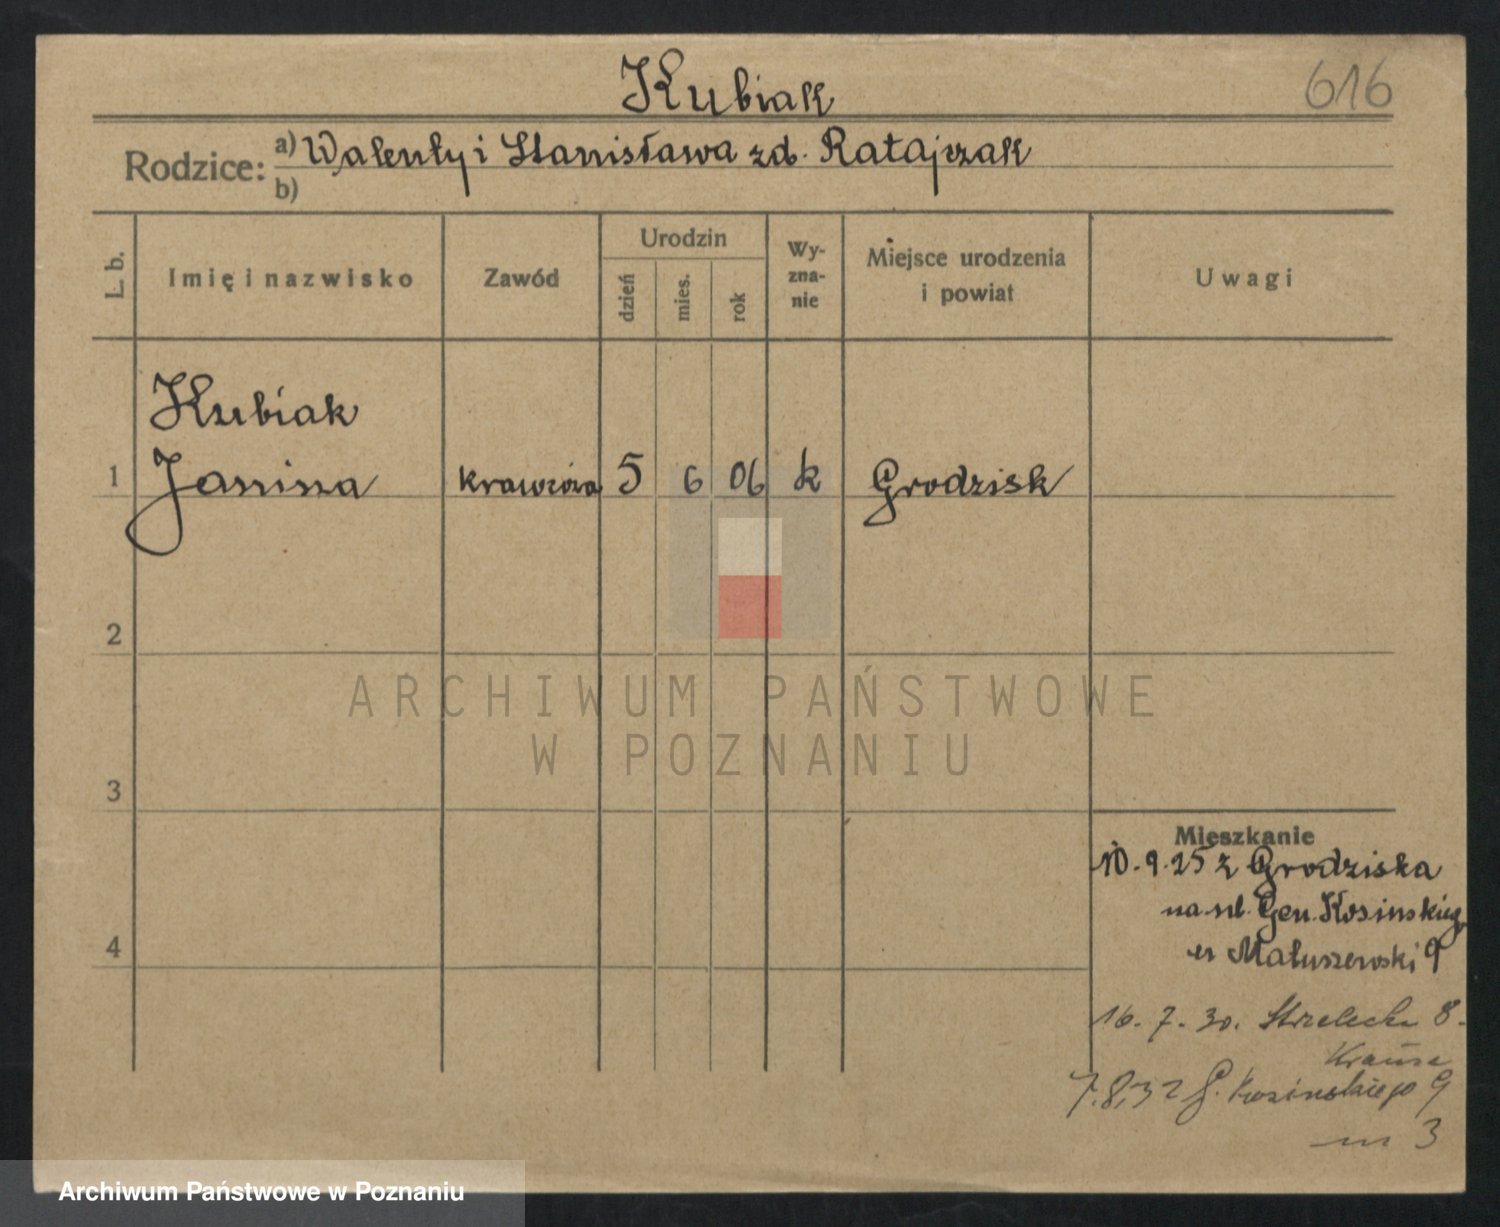 Kubiak
616
Rodzice: a) Walenty i Stanisława zd. Ratajczak
b)
L. b.
Imię i nazwisko
Zawód
Urodzin
dzień
mies.
rok
Wy-
zna-
nie
Miejsce urodzenia
i powiat
Uwagi
Kubiak
1 Janina krawcowa 5 6 06 k Grodzisk
2
3
4
Mieszkanie
10.9.25 z Grodziska
na ul. Gen. Kosinskieg
Matuszewski 9
16.7.30. Strzelecka 8.
Krause
7.8.32 G. Kosinskiego 9
m 3
ARCHIWUM PAŃSTWOWE
W POZNANIU
Archiwum Państwowe w Poznaniu